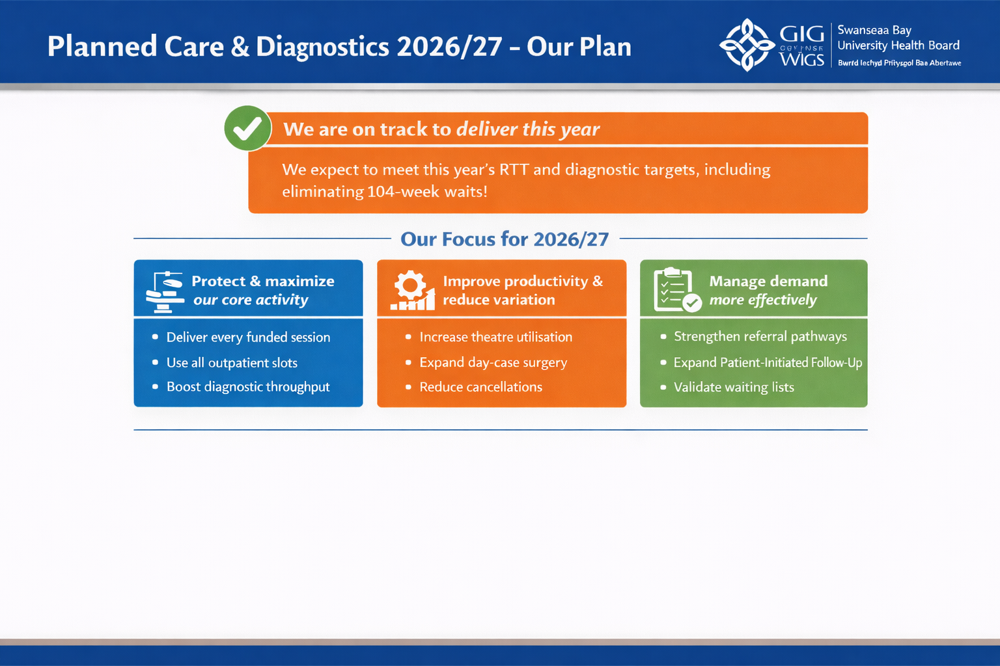 Planned Care & Diagnostics 2026/27 – Our Plan
GIG
WIGS
Swanseaa Bay
University Health Board
We are on track to deliver this year
We expect to meet this year's RTT and diagnostic targets, including
eliminating 104-week waits!
Our Focus for 2026/27
Protect & maximize
our core activity
• Deliver every funded session
• Use all outpatient slots
• Boost diagnostic throughput
Improve productivity &
reduce variation
• Increase theatre utilisation
• Expand day-case surgery
• Reduce cancellations
Manage demand
more effectively
• Strengthen referral pathways
• Expand Patient-Initiated Follow-Up
• Validate waiting lists